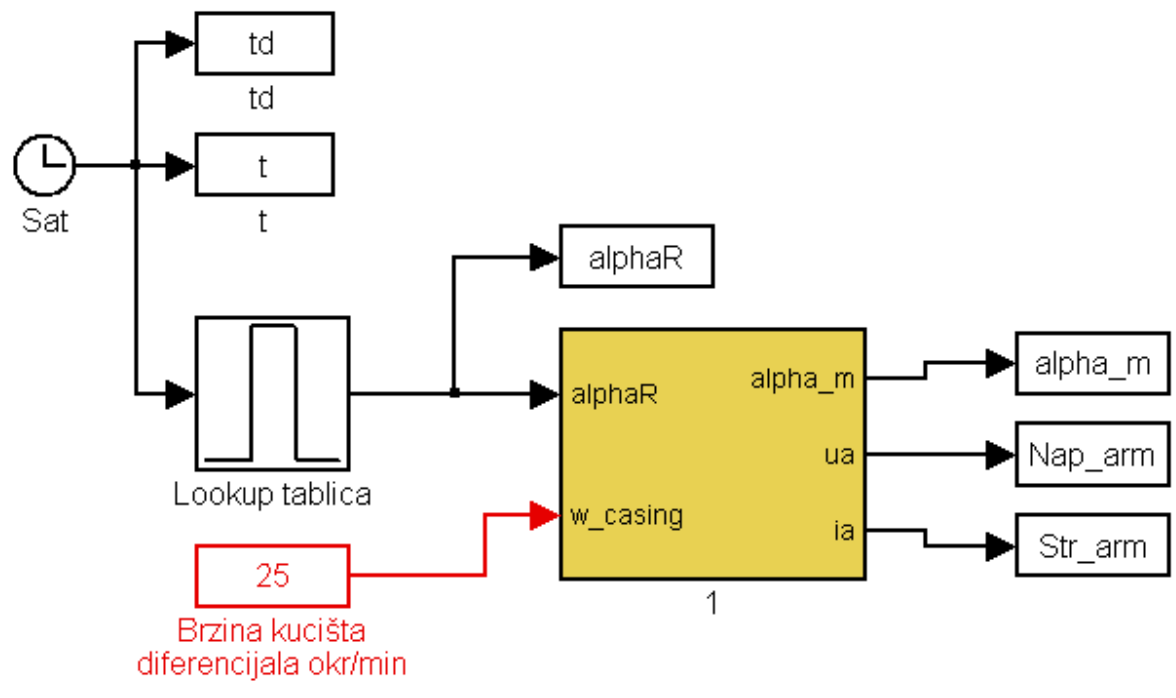 td
td
t
t
Sat
alphaR
Lookup tablica
alphaR
w_casing
alpha_m
ua
ia
1
alpha_m
Nap_arm
Str_arm
25
Brzina kucišta
diferencijala okr/min